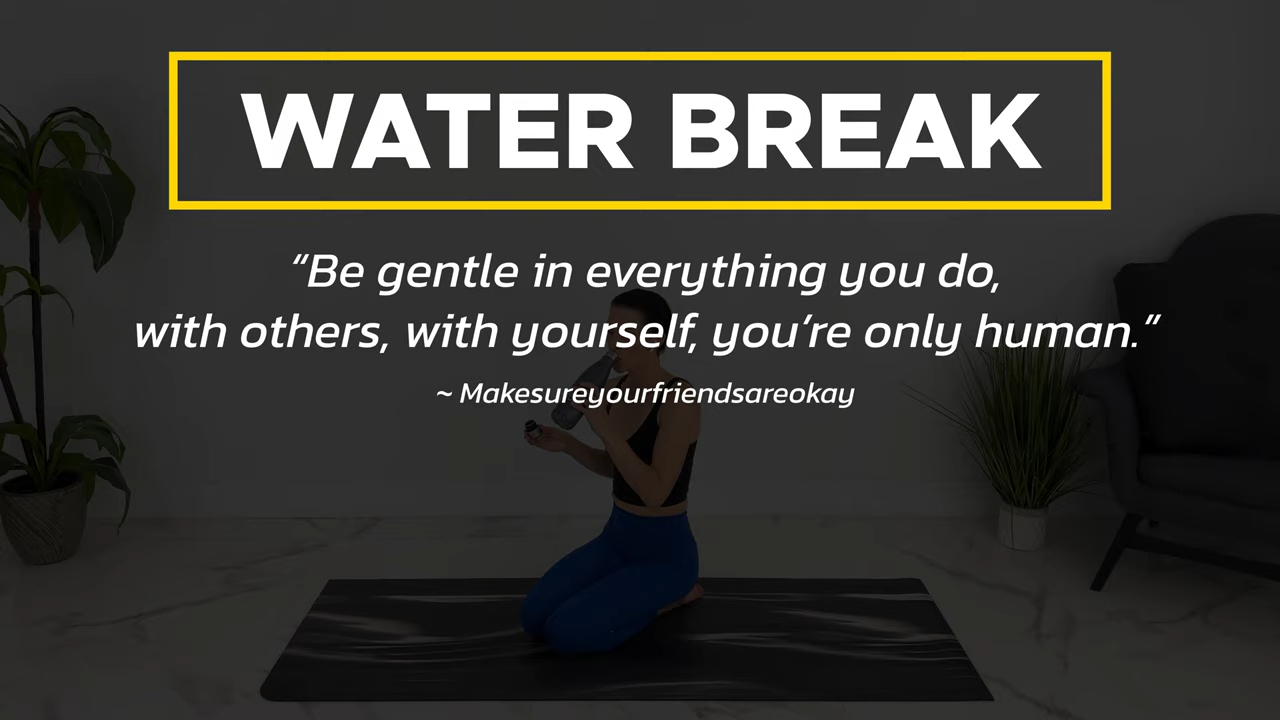 WATER BREAK
“Be gentle in everything you do,
with others, with yourself, you’re only human.”
~ Makesureyourfriendsareokay